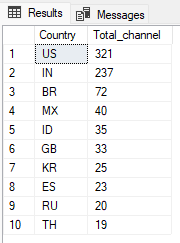 Results Messages
Country Total_channel
1 US 321
2 IN 237
3 BR 72
4 MX 40
5 ID 35
6 GB 33
7 KR 25
8 ES 23
9 RU 20
10 TH 19